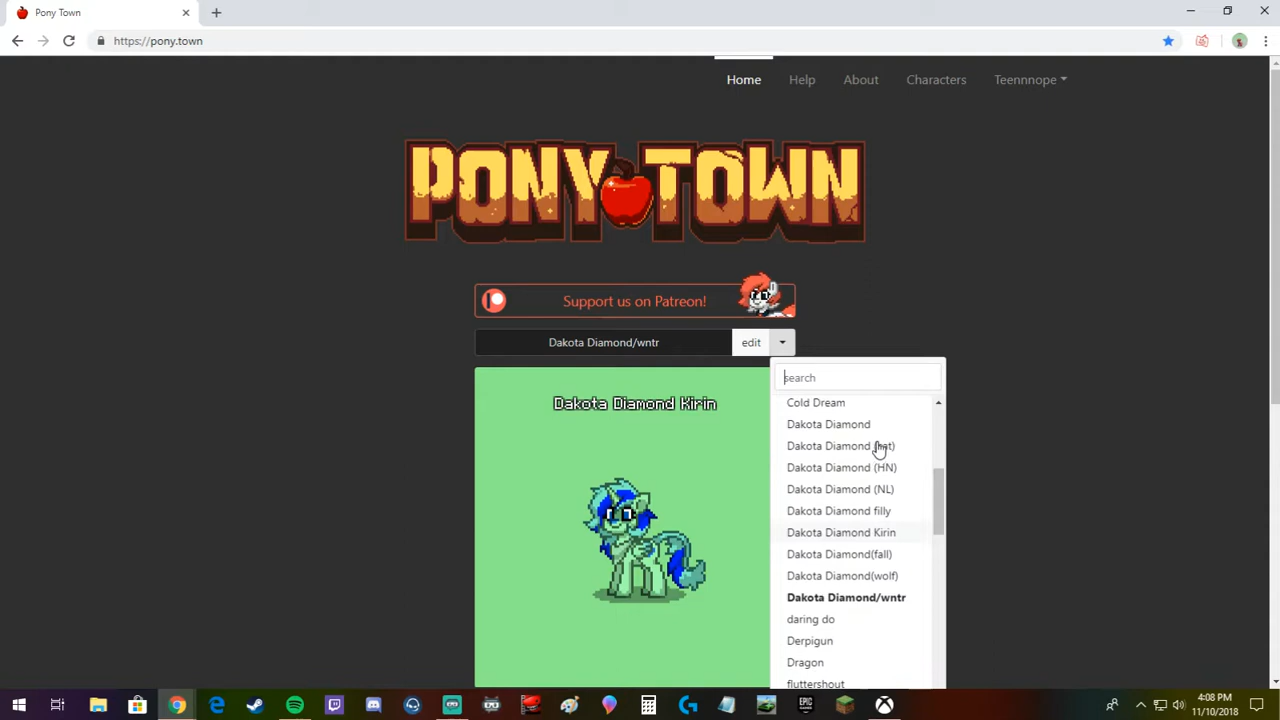 Pony Town
https://pony.town
Home Help About Characters Teennnope
PONY TOWN
Support us on Patreon!
Dakota Diamond/wntr edit
search
Dakota Diamond Kirin
Cold Dream
Dakota Diamond
Dakota Diamond
Dakota Diamond (HN)
Dakota Diamond (NL)
Dakota Diamond filly
Dakota Diamond Kirin
Dakota Diamond(fall)
Dakota Diamond(wolf)
Dakota Diamond/wntr
daring do
Derpigun
Dragon
fluttershout
EPIC
4:08 PM
11/10/2018